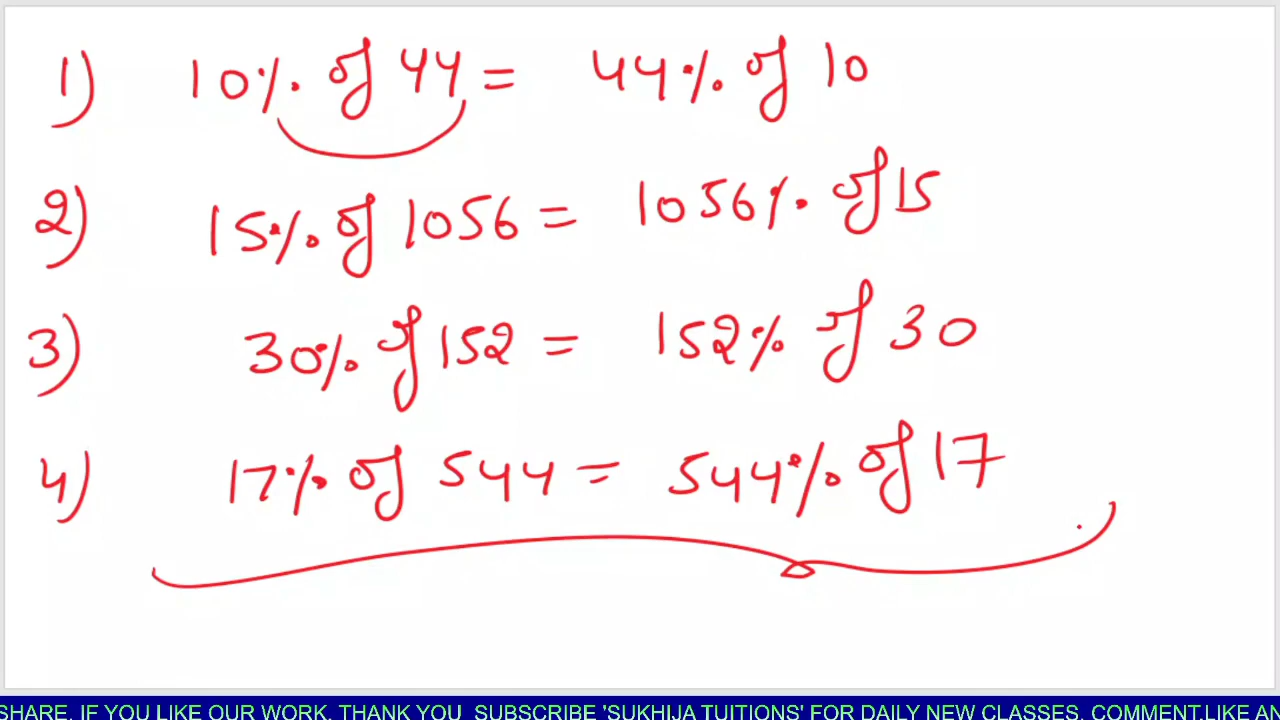 1) 10% of 44 = 44% of 10
2) 15% of 1056 = 1056% of 15
3) 30% of 152 = 152% of 30
4) 17% of 544 = 544% of 17
SHARE, IF YOU LIKE OUR WORK. THANK YOU SUBSCRIBE 'SUKHIJA TUITIONS' FOR DAILY NEW CLASSES. COMMENT,LIKE AN